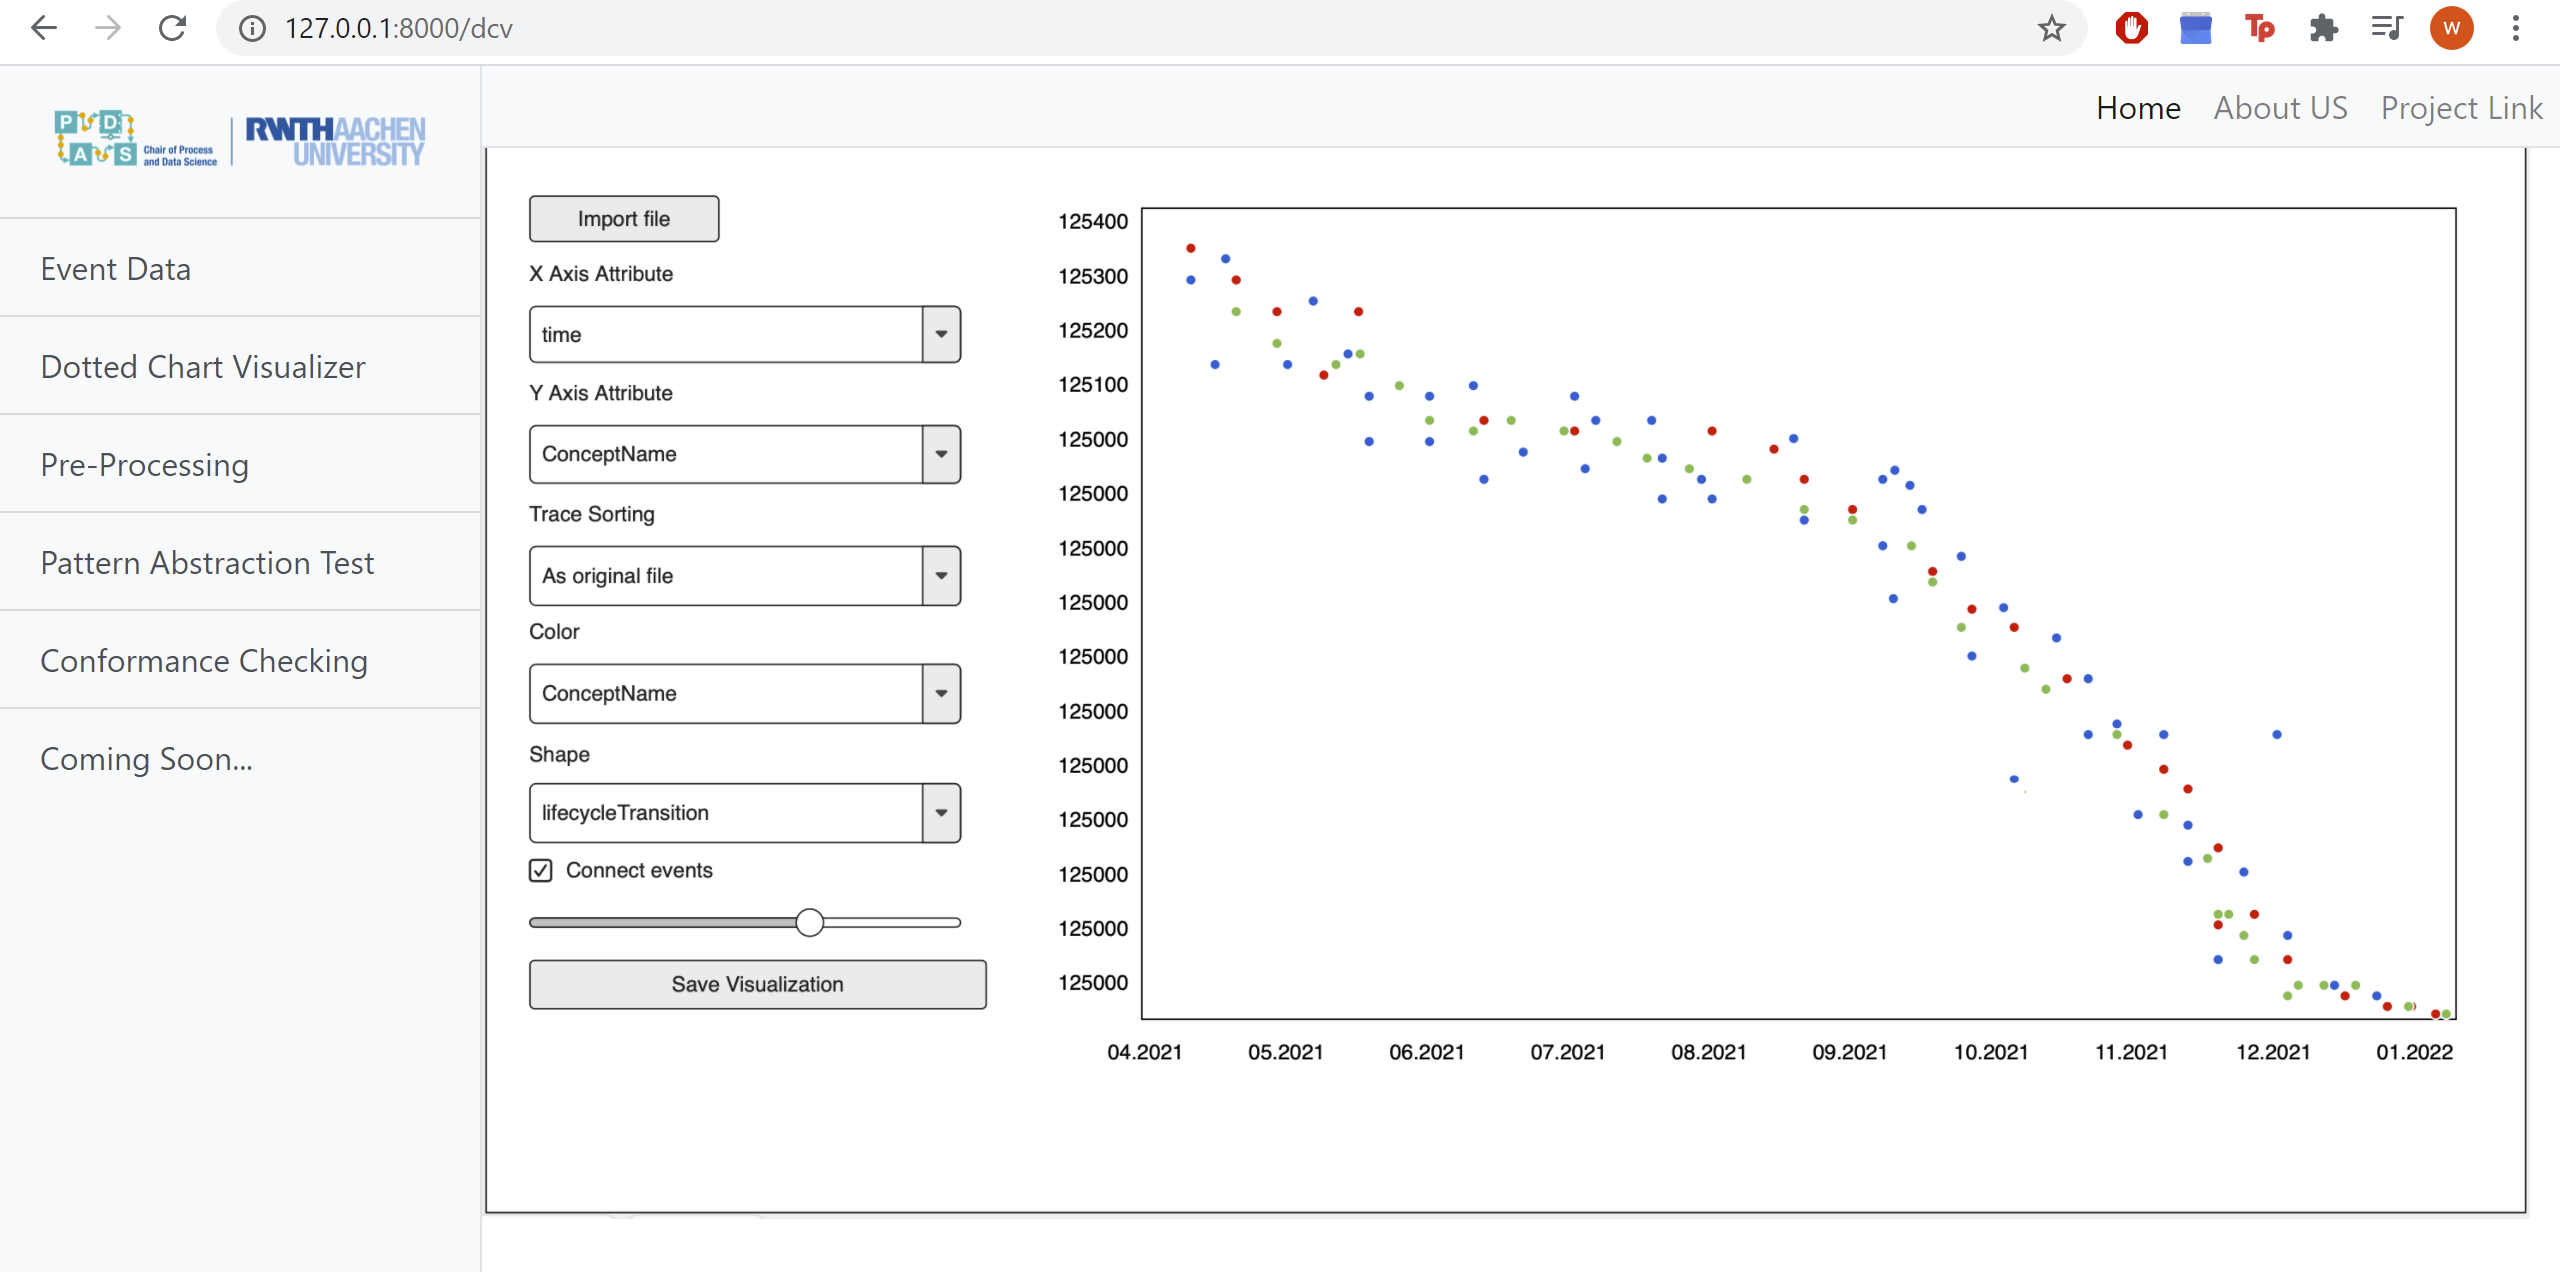 127.0.0.1:8000/dcv
Tp
W
P D
A S
Chair of Process
and Data Science
RWTHAACHEN
UNIVERSITY
Home About US Project Link
Event Data
Dotted Chart Visualizer
Pre-Processing
Pattern Abstraction Test
Conformance Checking
Coming Soon...
Import file
X Axis Attribute
time
Y Axis Attribute
ConceptName
Trace Sorting
As original file
Color
ConceptName
Shape
lifecycleTransition
Connect events
Save Visualization
125400
125300
125200
125100
125000
125000
125000
125000
125000
125000
125000
125000
125000
125000
125000
04.2021 05.2021 06.2021 07.2021 08.2021 09.2021 10.2021 11.2021 12.2021 01.2022